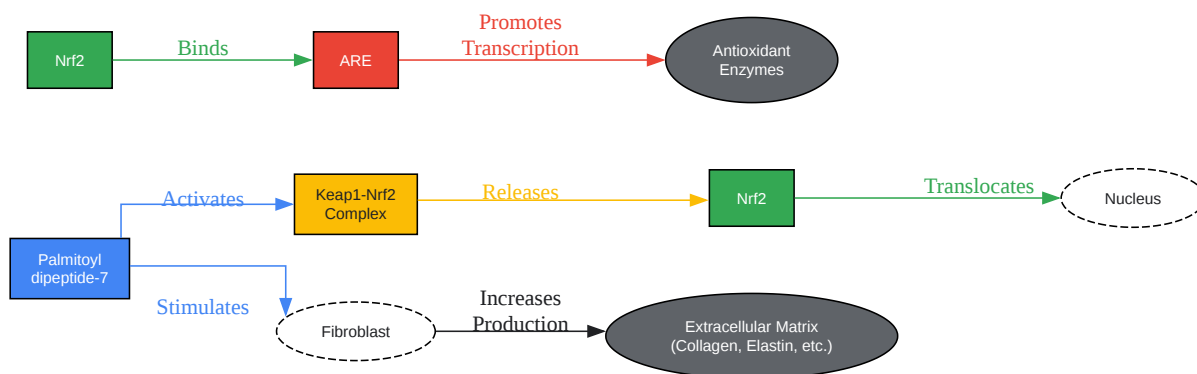 Nrf2
Binds
ARE
Promotes
Transcription
Antioxidant
Enzymes
Palmitoyl
dipeptide-7
Activates
Keap1-Nrf2
Complex
Releases
Nrf2
Translocates
Nucleus
Stimulates
Fibroblast
Increases
Production
Extracellular Matrix
(Collagen, Elastin, etc.)